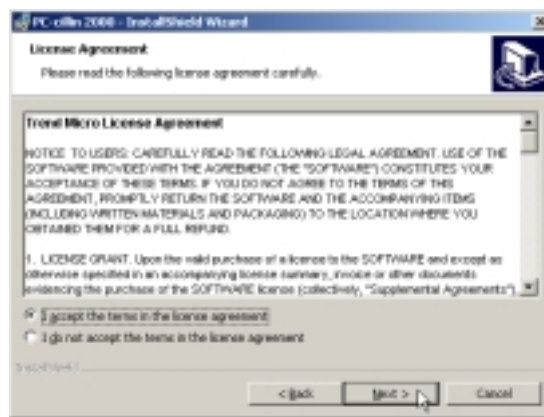 PC-cillin 2000 - InstallShield Wizard
License Agreement
Please read the following license agreement carefully.
Trend Micro License Agreement
NOTICE TO USERS: CAREFULLY READ THE FOLLOWING LEGAL AGREEMENT. USE OF THE
SOFTWARE PROVIDED WITH THE AGREEMENT (THE "SOFTWARE") CONSTITUTES YOUR
ACCEPTANCE OF THESE TERMS. IF YOU DO NOT AGREE TO THE TERMS OF THIS
AGREEMENT, PROMPTLY RETURN THE SOFTWARE AND THE ACCOMPANYING ITEMS
(INCLUDING WRITTEN MATERIALS AND PACKAGING) TO THE LOCATION WHERE YOU
OBTAINED THEM FOR A FULL REFUND.
1. LICENSE GRANT. Upon the valid purchase of a license to the SOFTWARE and except as
otherwise specified in an accompanying license summary, invoice or other documents
evidencing the purchase of the SOFTWARE license (collectively, "Supplemental Agreements"),
I accept the terms in the license agreement
I do not accept the terms in the license agreement
InstallShield
< Back
Next >
Cancel